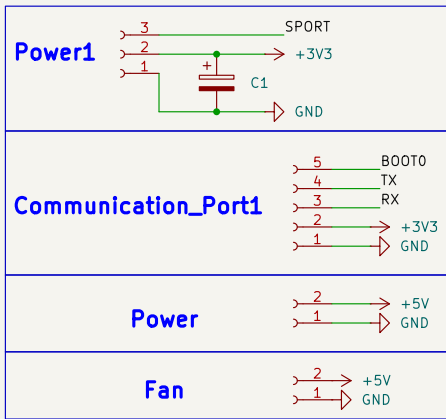 3 SPORT
Power1 2 + +3V3
1 C1
GND
5 BOOT0
4 TX
Communication_Port1 3 RX
2 +3V3
1 GND
2 +5V
Power 1 GND
2 +5V
Fan 1 GND